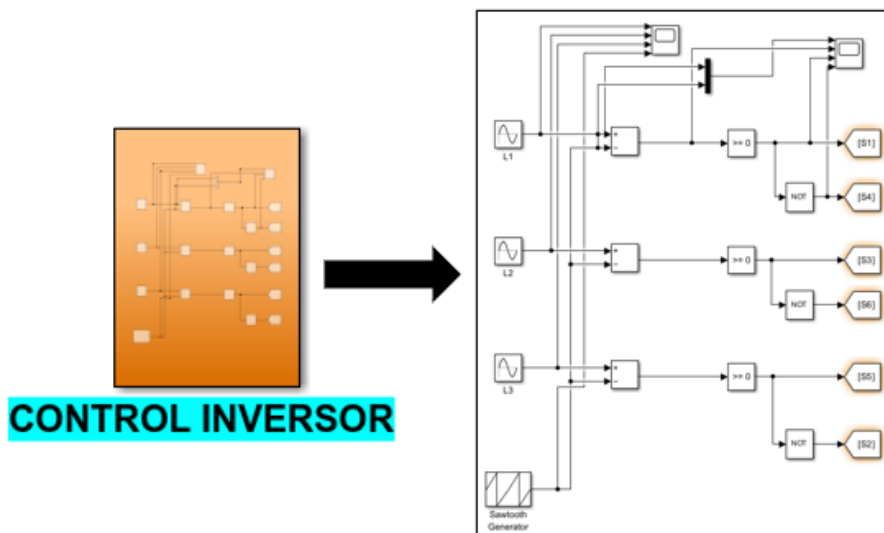 CONTROL INVERSOR
L1
+
−
>= 0
[S1]
NOT
[S4]
L2
+
−
>= 0
[S3]
NOT
[S6]
L3
+
−
>= 0
[S5]
NOT
[S2]
Sawtooth
Generator